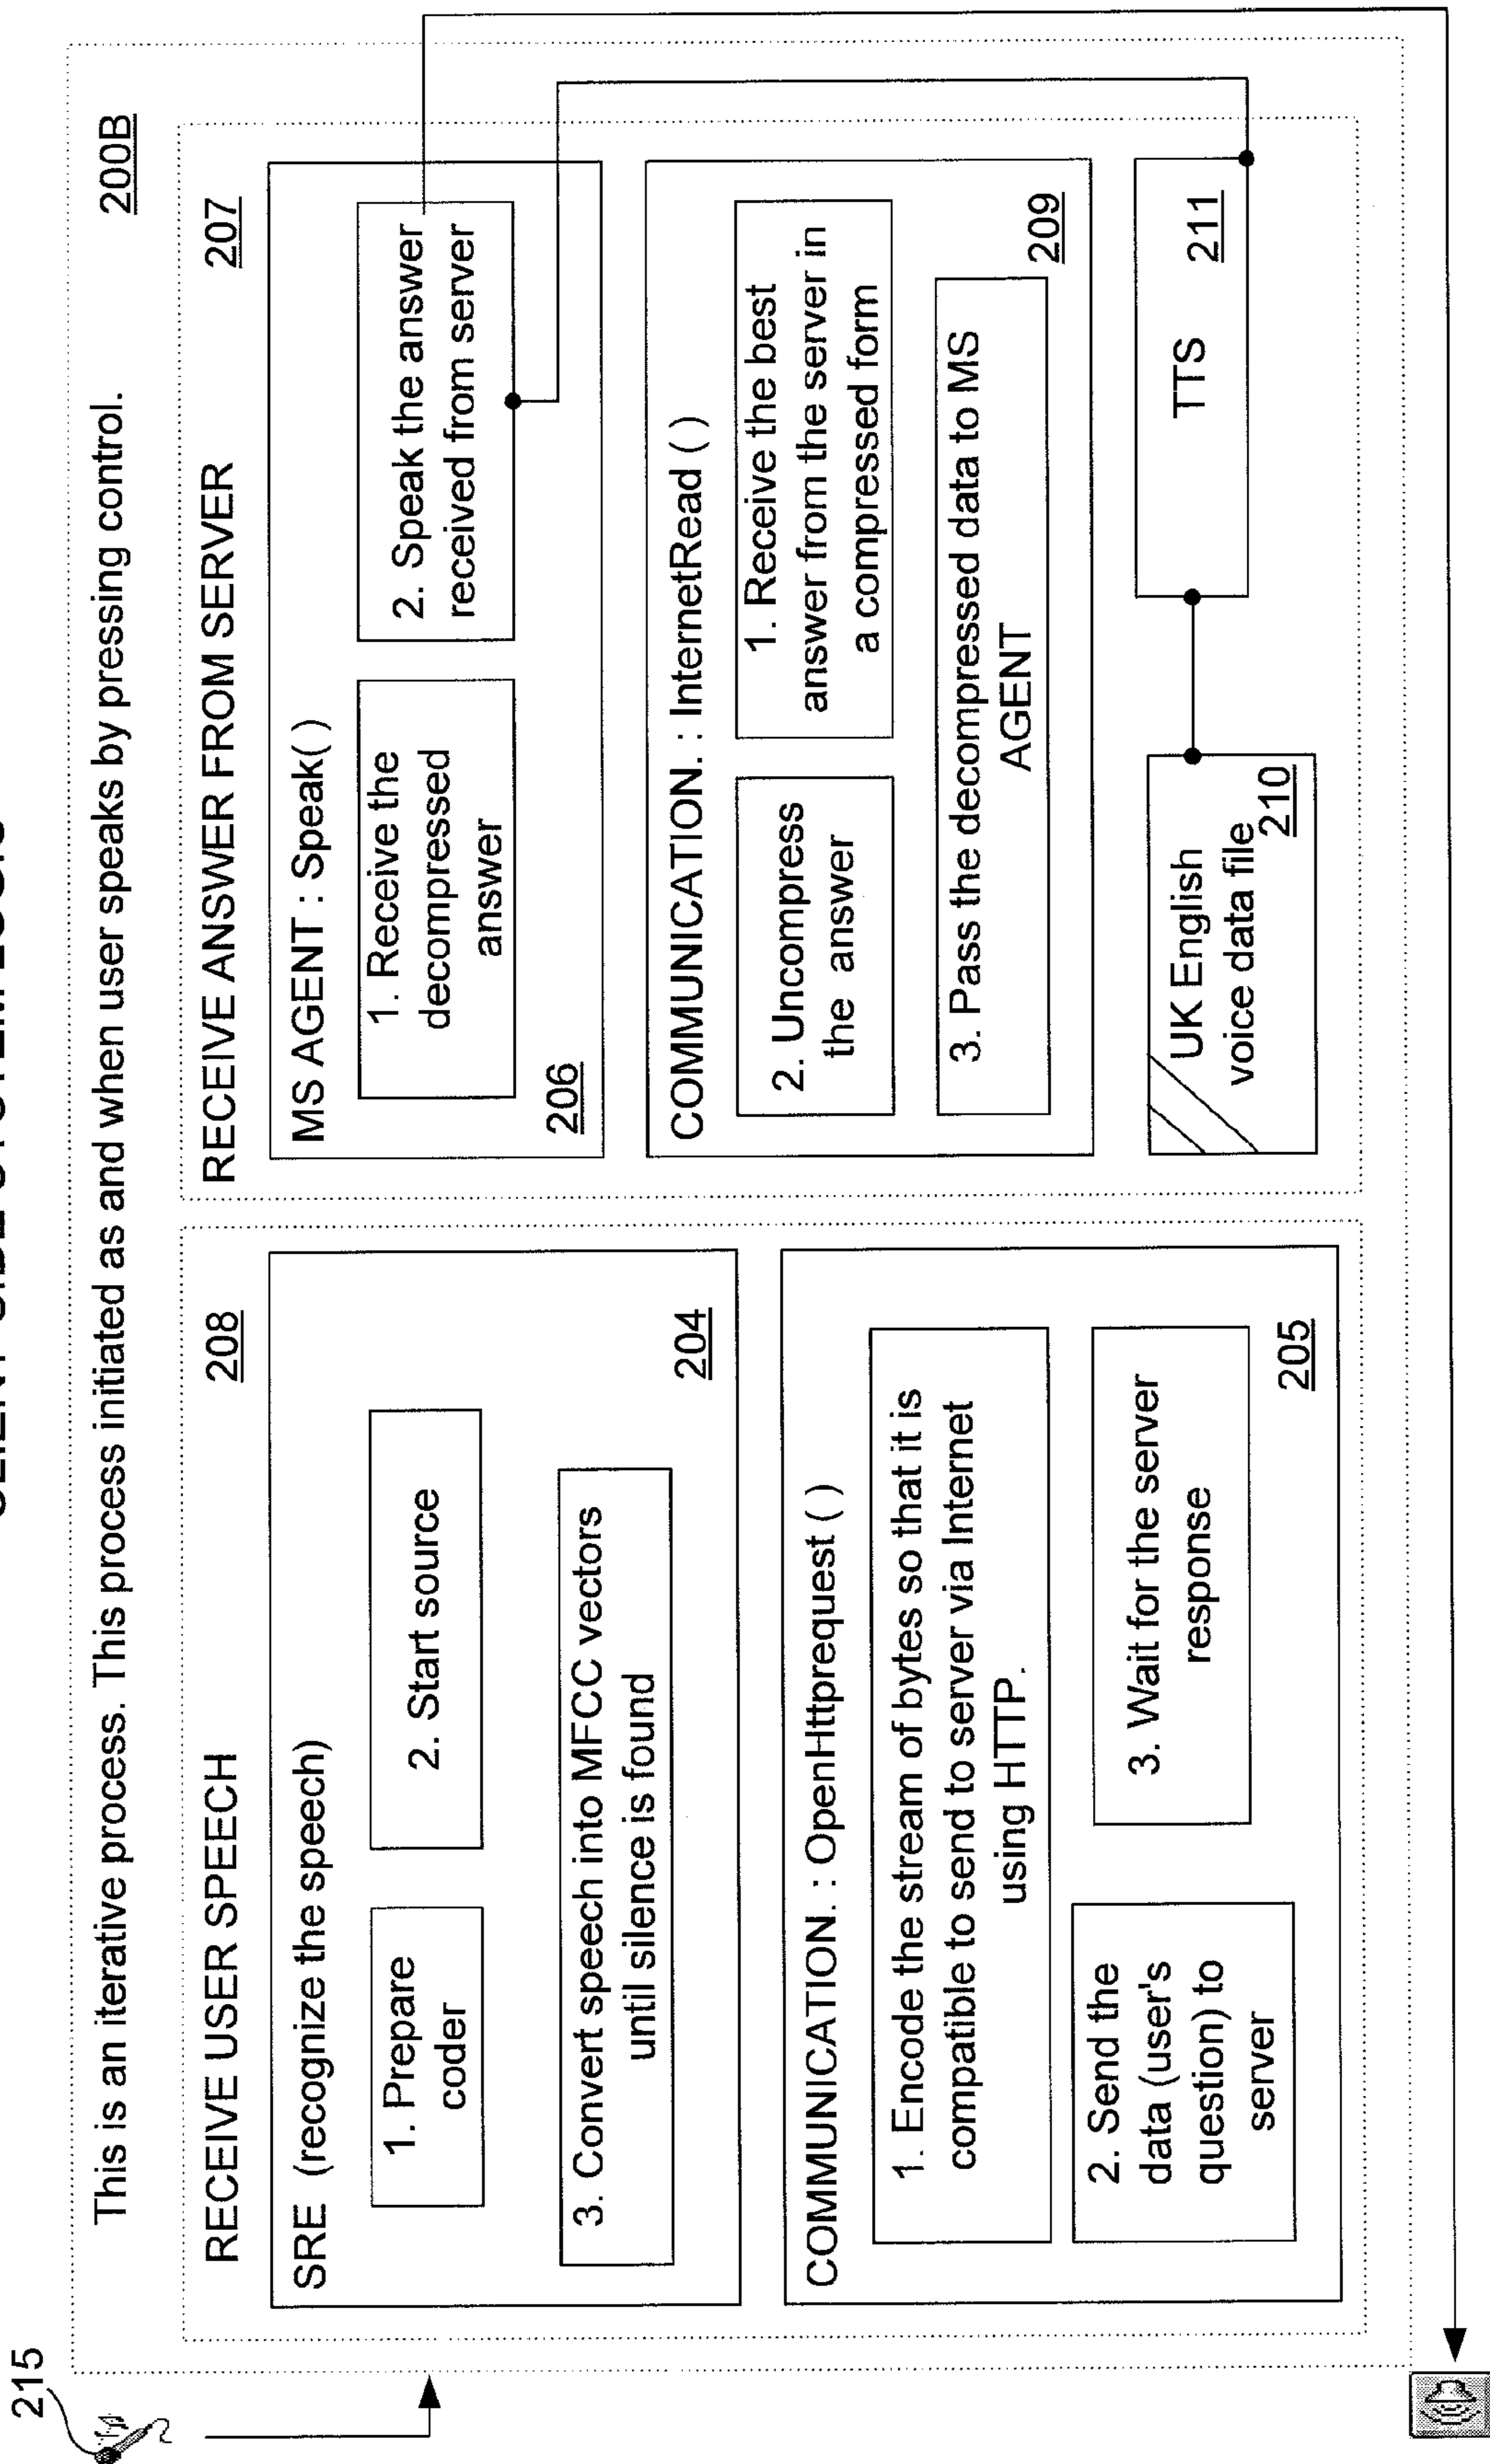 This is an iterative process. This process initiated as and when user speaks by pressing control.
200B
215
RECEIVE USER SPEECH
208
SRE (recognize the speech)
1. Prepare
coder
2. Start source
3. Convert speech into MFCC vectors
until silence is found
204
COMMUNICATION. : OpenHttprequest ( )
1. Encode the stream of bytes so that it is
compatible to send to server via Internet
using HTTP.
2. Send the
data (user's
question) to
server
3. Wait for the server
response
205
RECEIVE ANSWER FROM SERVER
207
MS AGENT : Speak( )
1. Receive the
decompressed
answer
2. Speak the answer
received from server
206
COMMUNICATION. : InternetRead ( )
2. Uncompress
the answer
1. Receive the best
answer from the server in
a compressed form
3. Pass the decompressed data to MS
AGENT
209
UK English
voice data file
210
TTS
211